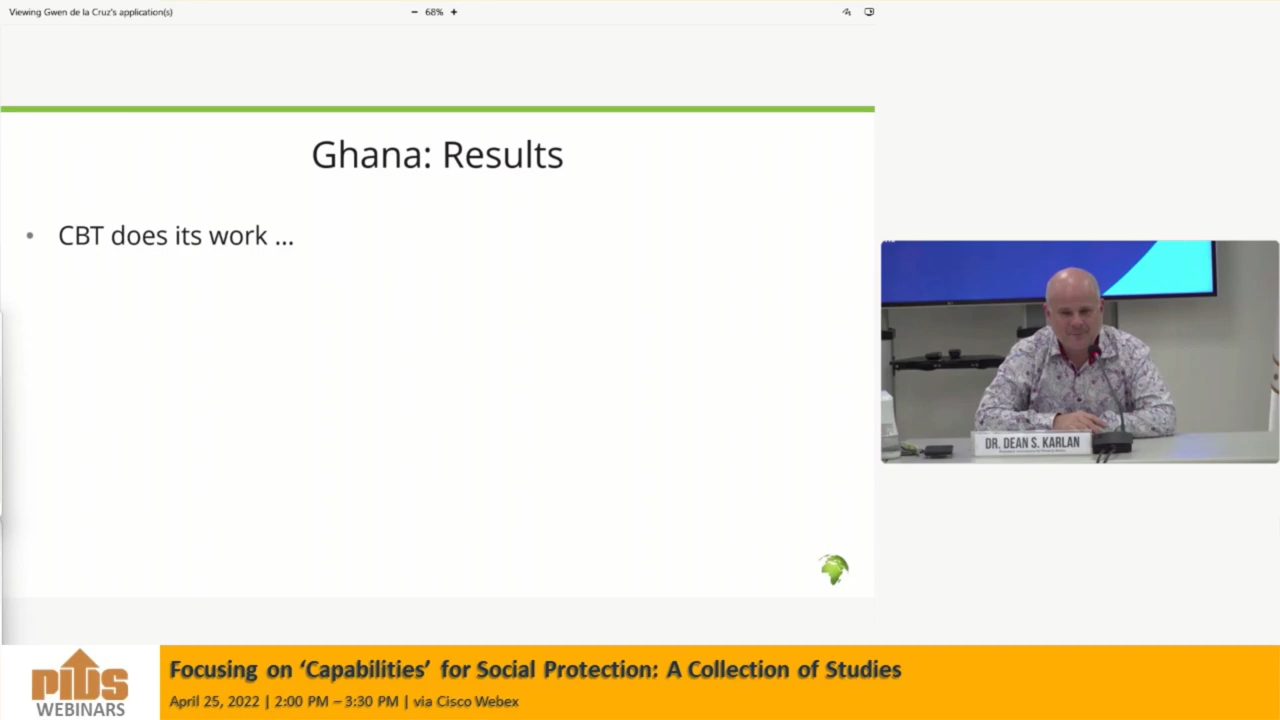 Viewing Gwen de la Cruz's application(s)
− 68% +
Ghana: Results
• CBT does its work ...
DR. DEAN S. KARLAN
PIDS
WEBINARS
Focusing on ‘Capabilities’ for Social Protection: A Collection of Studies
April 25, 2022 | 2:00 PM – 3:30 PM | via Cisco Webex